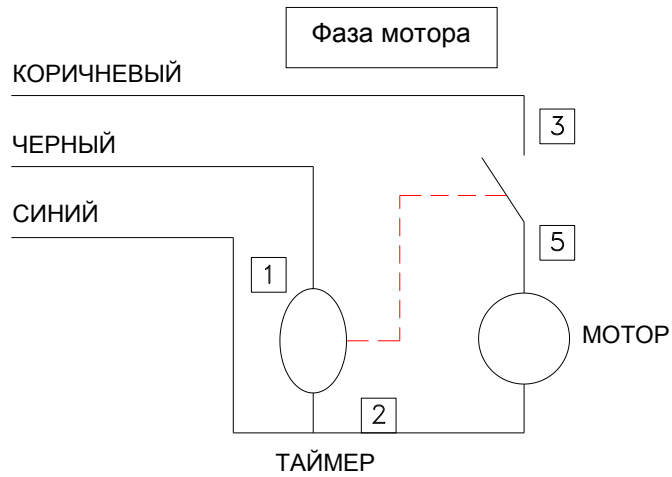 Фаза мотора
КОРИЧНЕВЫЙ
3
ЧЕРНЫЙ
СИНИЙ
5
1
МОТОР
2
ТАЙМЕР